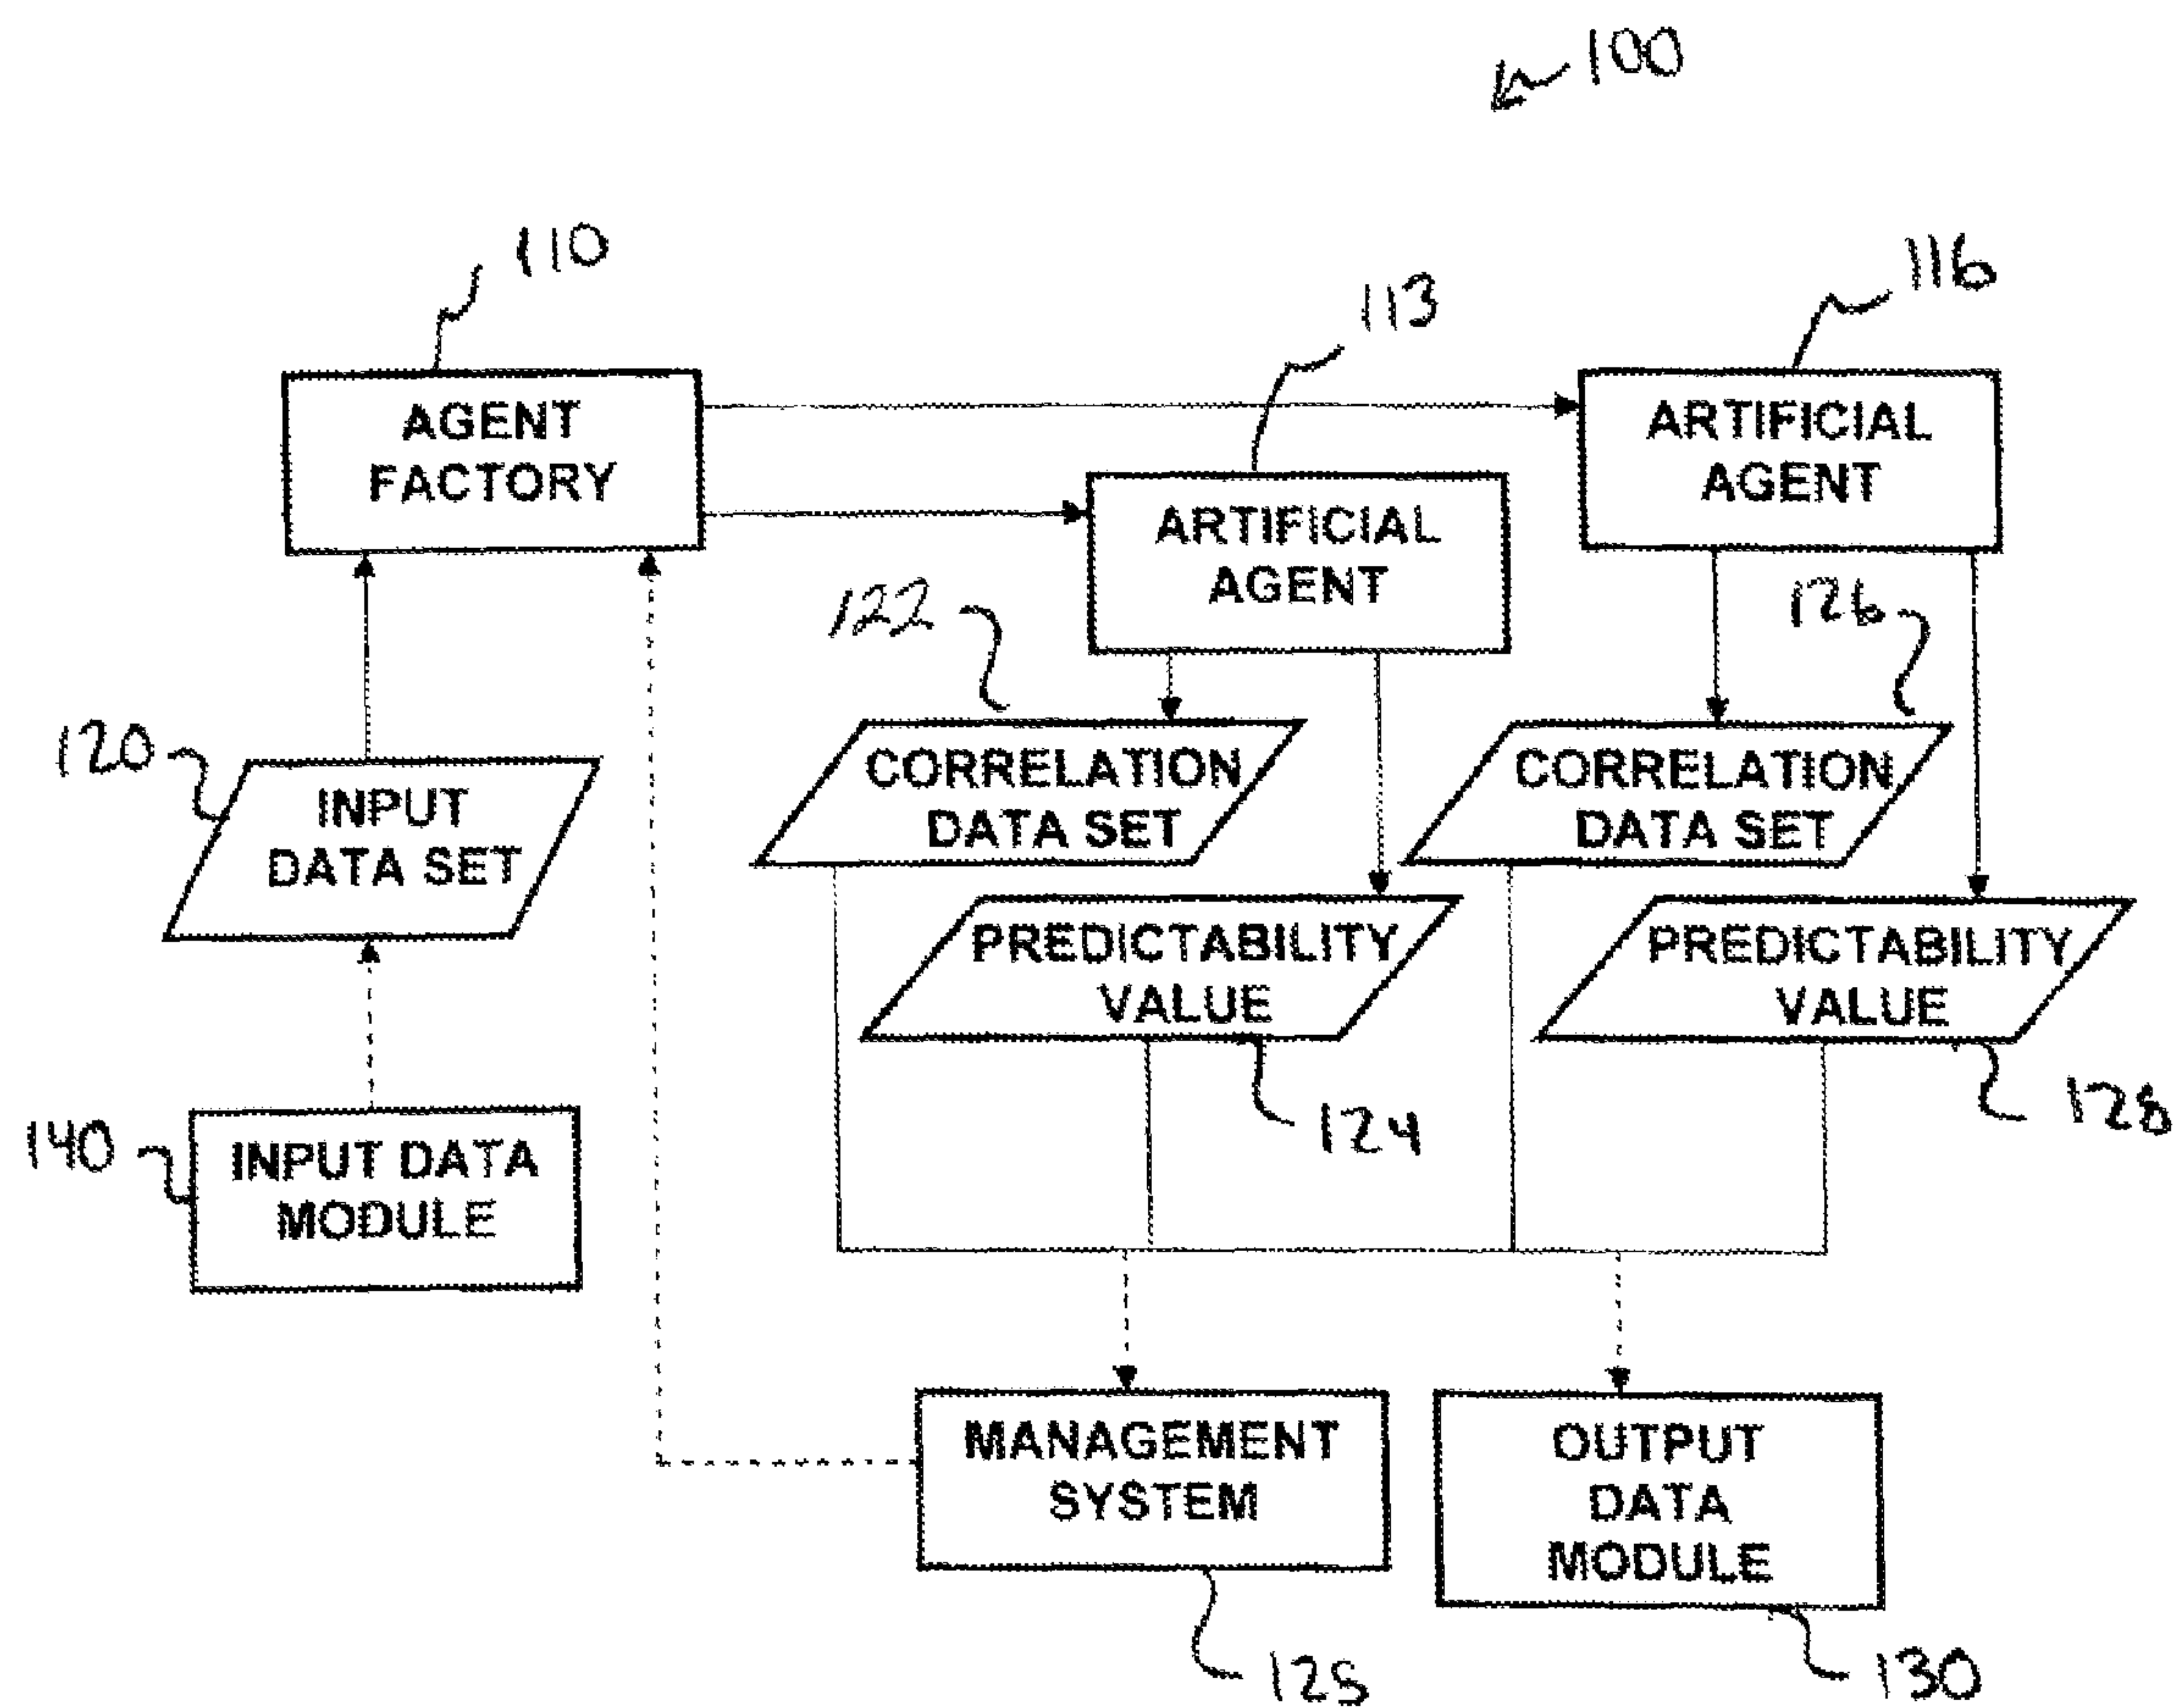 100
110
113
116
AGENT
FACTORY
ARTIFICIAL
AGENT
ARTIFICIAL
AGENT
122
126
120
INPUT
DATA SET
CORRELATION
DATA SET
CORRELATION
DATA SET
PREDICTABILITY
VALUE
PREDICTABILITY
VALUE
124
128
140
INPUT DATA
MODULE
MANAGEMENT
SYSTEM
OUTPUT
DATA
MODULE
125
130